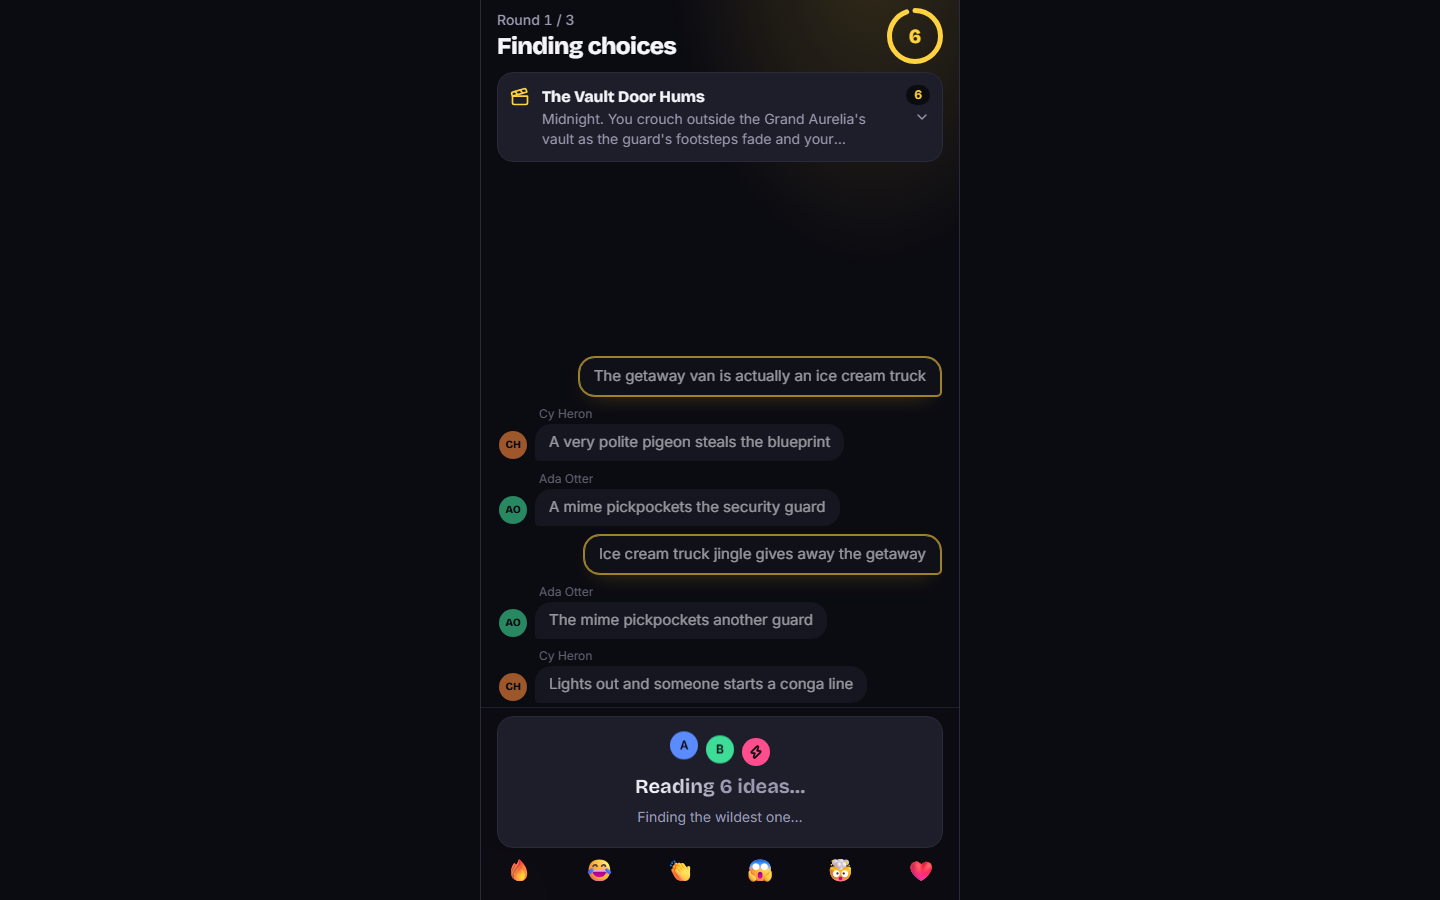 Round 1 / 3
Finding choices
6
The Vault Door Hums
6
Midnight. You crouch outside the Grand Aurelia's
vault as the guard's footsteps fade and your...
The getaway van is actually an ice cream truck
Cy Heron
CH
A very polite pigeon steals the blueprint
Ada Otter
AO
A mime pickpockets the security guard
Ice cream truck jingle gives away the getaway
Ada Otter
AO
The mime pickpockets another guard
Cy Heron
CH
Lights out and someone starts a conga line
A
B
Reading 6 ideas...
Finding the wildest one...